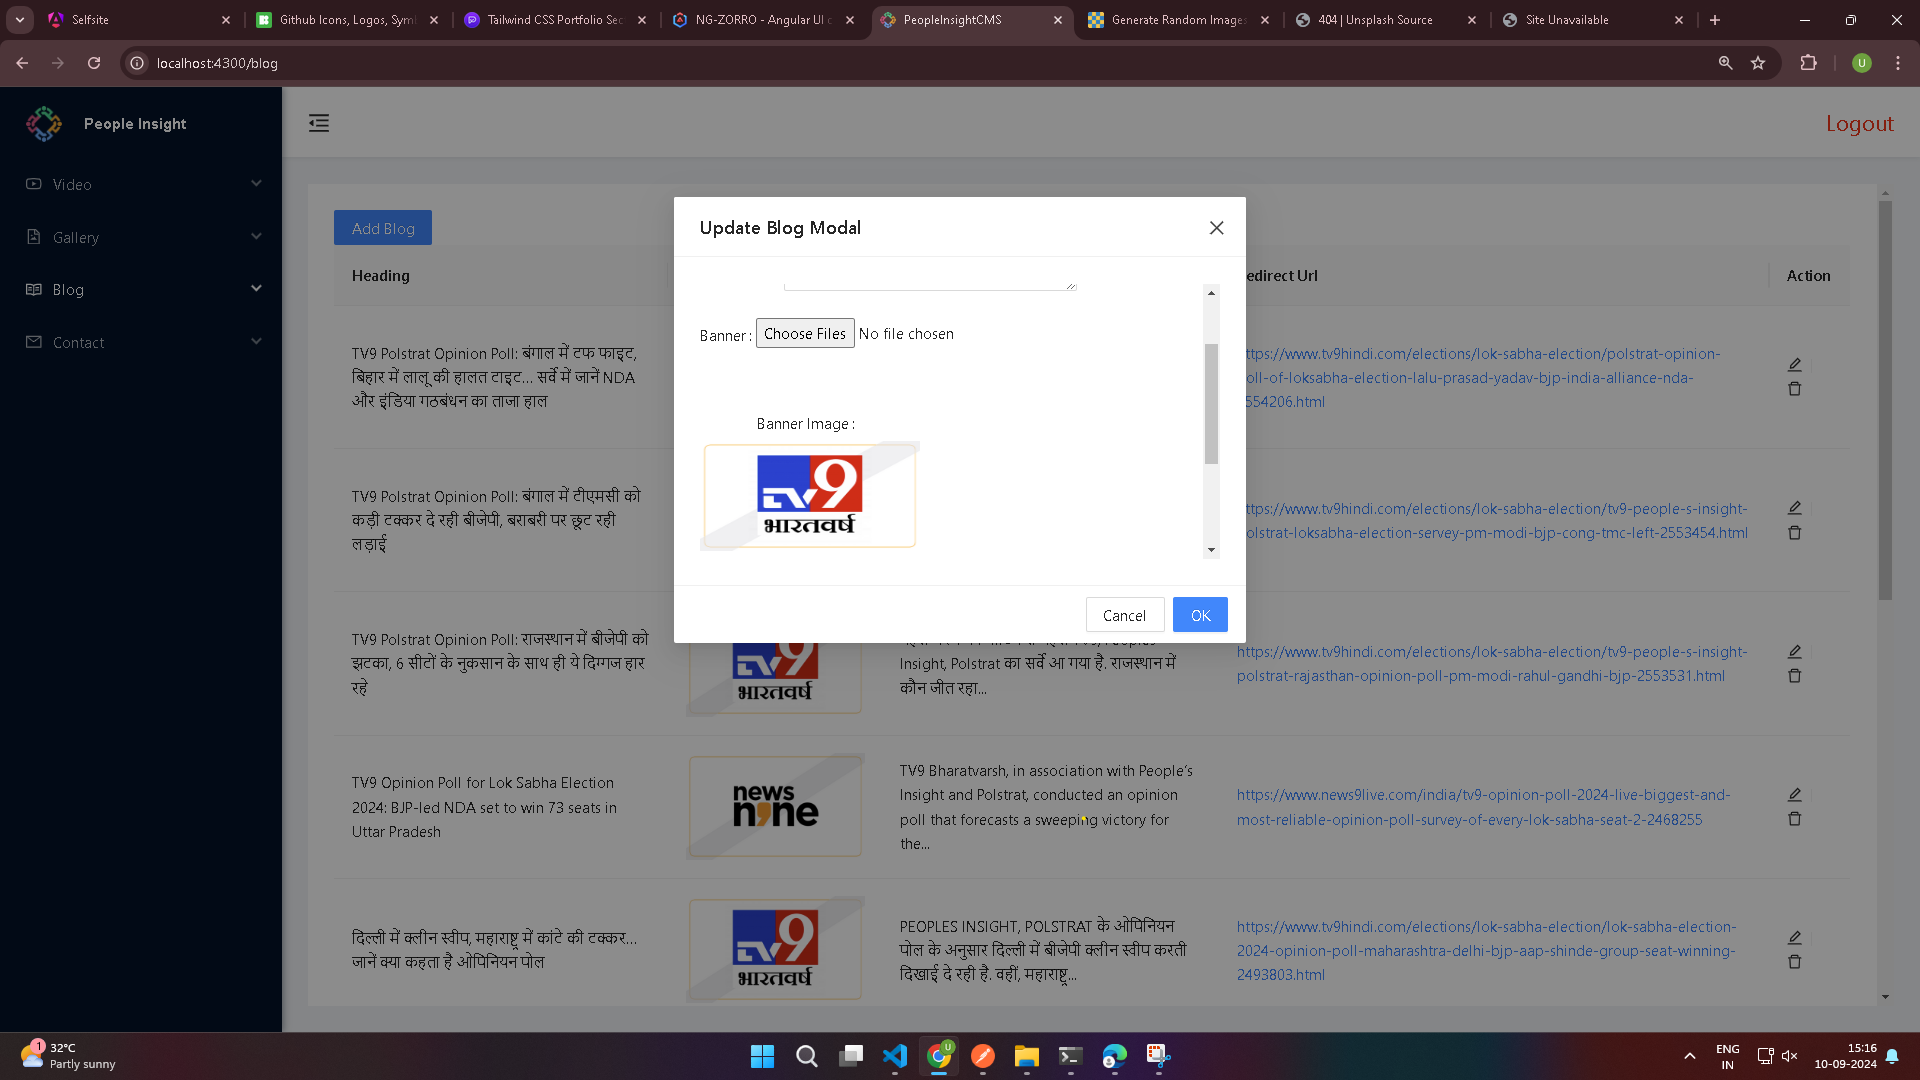 Selfsite
Github Icons, Logos, Sym
Tailwind CSS Portfolio Sec
NG-ZORRO - Angular UI c
PeopleInsightCMS
Generate Random Images
404 | Unsplash Source
Site Unavailable
localhost:4300/blog
U
People Insight
Logout
Video
Gallery
Blog
Contact
Add Blog
Heading
edirect Url
Action
Update Blog Modal
Banner :
Choose Files No file chosen
Banner Image :
TV9
भारतवर्ष
Cancel
OK
TV9 Polstrat Opinion Poll: बंगाल में टफ फाइट,
बिहार में लालू की हालत टाइट... सर्वे में जानें NDA
और इंडिया गठबंधन का ताजा हाल
ttps://www.tv9hindi.com/elections/lok-sabha-election/polstrat-opinion-
oll-of-loksabha-election-lalu-prasad-yadav-bjp-india-alliance-nda-
554206.html
TV9 Polstrat Opinion Poll: बंगाल में टीएमसी को
कड़ी टक्कर दे रही बीजेपी, बराबरी पर छूट रही
लड़ाई
ttps://www.tv9hindi.com/elections/lok-sabha-election/tv9-people-s-insight-
olstrat-loksabha-election-servey-pm-modi-bjp-cong-tmc-left-2553454.html
TV9 Polstrat Opinion Poll: राजस्थान में बीजेपी को
झटका, 6 सीटों के नुकसान के साथ ही ये दिग्गज हार
रहे
TV9
भारतवर्ष
Insight, Polstrat का सर्वे आ गया है. राजस्थान में
कौन जीत रहा...
https://www.tv9hindi.com/elections/lok-sabha-election/tv9-people-s-insight-
polstrat-rajasthan-opinion-poll-pm-modi-rahul-gandhi-bjp-2553531.html
TV9 Opinion Poll for Lok Sabha Election
2024: BJP-led NDA set to win 73 seats in
Uttar Pradesh
news
n9ne
TV9 Bharatvarsh, in association with People's
Insight and Polstrat, conducted an opinion
poll that forecasts a sweeping victory for
the...
https://www.news9live.com/india/tv9-opinion-poll-2024-live-biggest-and-
most-reliable-opinion-poll-survey-of-every-lok-sabha-seat-2-2468255
दिल्ली में क्लीन स्वीप, महाराष्ट्र में कांटे की टक्कर...
जानें क्या कहता है ओपिनियन पोल
TV9
भारतवर्ष
PEOPLES INSIGHT, POLSTRAT के ओपिनियन
पोल के अनुसार दिल्ली में बीजेपी क्लीन स्वीप करती
दिखाई दे रही है. वहीं, महाराष्ट्र...
https://www.tv9hindi.com/elections/lok-sabha-election/lok-sabha-election-
2024-opinion-poll-maharashtra-delhi-bjp-aap-shinde-group-seat-winning-
2493803.html
1
32°C
Partly sunny
U
ENG
IN
15:16
10-09-2024